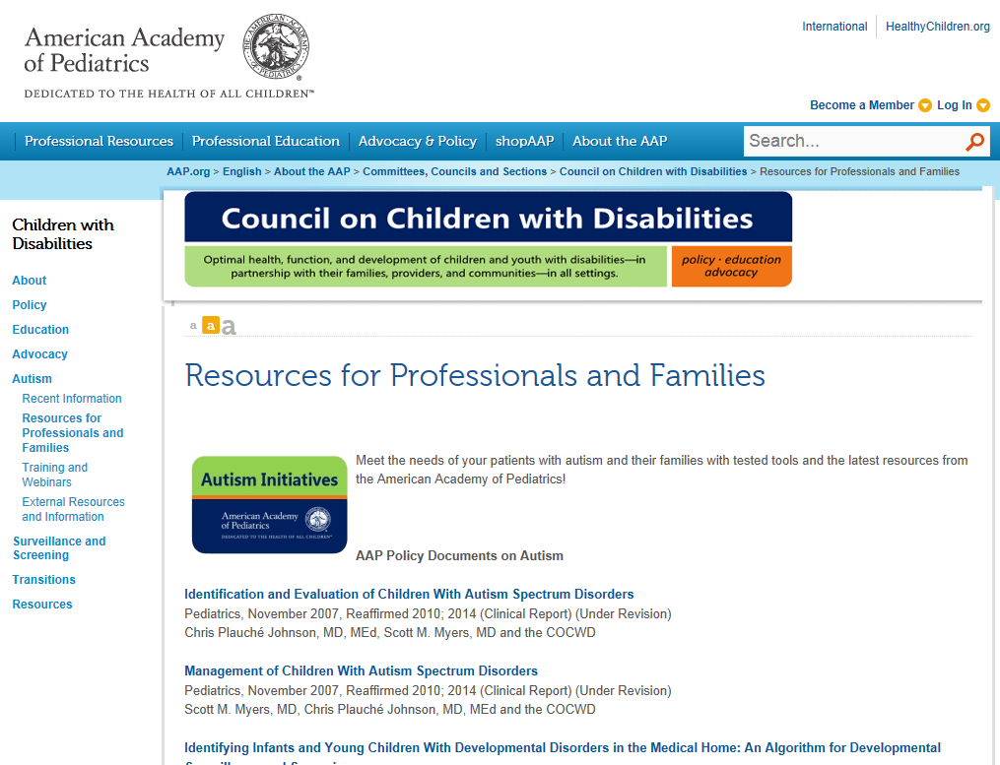 American Academy
of Pediatrics
DEDICATED TO THE HEALTH OF ALL CHILDREN™
International
HealthyChildren.org
Become a Member
Log In
Professional Resources
Professional Education
Advocacy & Policy
shopAAP
About the AAP
Search...
AAP.org > English > About the AAP > Committees, Councils and Sections > Council on Children with Disabilities > Resources for Professionals and Families
Children with
Disabilities
About
Policy
Education
Advocacy
Autism
Recent Information
Resources for
Professionals and
Families
Training and
Webinars
External Resources
and Information
Surveillance and
Screening
Transitions
Resources
Council on Children with Disabilities
Optimal health, function, and development of children and youth with disabilities—in
partnership with their families, providers, and communities—in all settings.
policy · education
advocacy
a a a
Resources for Professionals and Families
Autism Initiatives
American Academy
of Pediatrics
DEDICATED TO THE HEALTH OF ALL CHILDREN™
Meet the needs of your patients with autism and their families with tested tools and the latest resources from
the American Academy of Pediatrics!
AAP Policy Documents on Autism
Identification and Evaluation of Children With Autism Spectrum Disorders
Pediatrics, November 2007, Reaffirmed 2010; 2014 (Clinical Report) (Under Revision)
Chris Plauché Johnson, MD, MEd, Scott M. Myers, MD and the COCWD
Management of Children With Autism Spectrum Disorders
Pediatrics, November 2007, Reaffirmed 2010; 2014 (Clinical Report) (Under Revision)
Scott M. Myers, MD, Chris Plauché Johnson, MD, MEd and the COCWD
Identifying Infants and Young Children With Developmental Disorders in the Medical Home: An Algorithm for Developmental